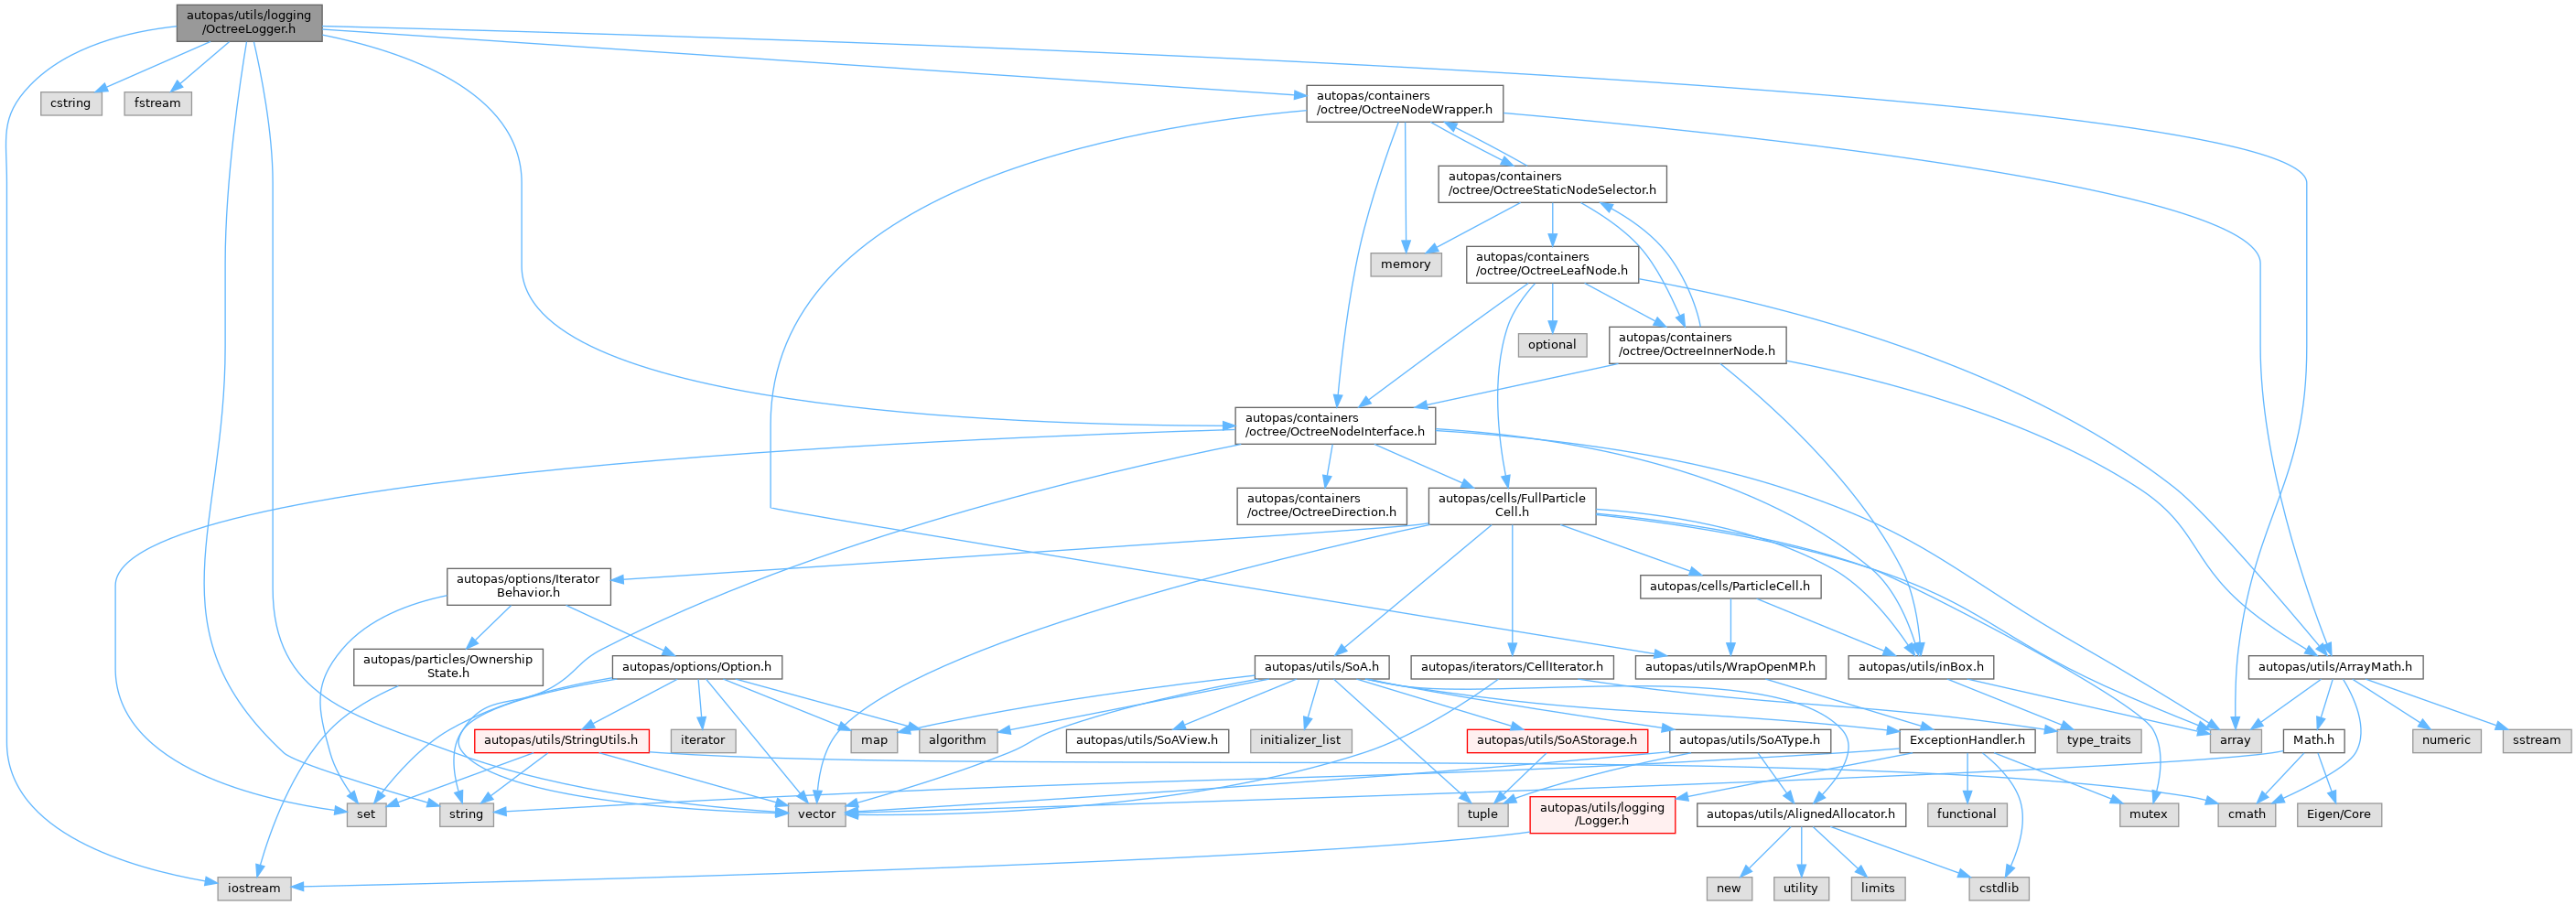 autopas/utils/logging
/OctreeLogger.h
cstring
fstream
autopas/containers
/octree/OctreeNodeWrapper.h
autopas/containers
/octree/OctreeStaticNodeSelector.h
memory
autopas/containers
/octree/OctreeLeafNode.h
optional
autopas/containers
/octree/OctreeInnerNode.h
autopas/containers
/octree/OctreeNodeInterface.h
autopas/containers
/octree/OctreeDirection.h
autopas/cells/FullParticle
Cell.h
autopas/options/Iterator
Behavior.h
autopas/cells/ParticleCell.h
autopas/particles/Ownership
State.h
autopas/options/Option.h
autopas/utils/SoA.h
autopas/iterators/CellIterator.h
autopas/utils/WrapOpenMP.h
autopas/utils/inBox.h
autopas/utils/ArrayMath.h
autopas/utils/StringUtils.h
iterator
map
algorithm
autopas/utils/SoAView.h
initializer_list
autopas/utils/SoAStorage.h
autopas/utils/SoAType.h
ExceptionHandler.h
type_traits
array
Math.h
numeric
sstream
set
string
vector
tuple
autopas/utils/logging
/Logger.h
autopas/utils/AlignedAllocator.h
functional
mutex
cmath
Eigen/Core
iostream
new
utility
limits
cstdlib